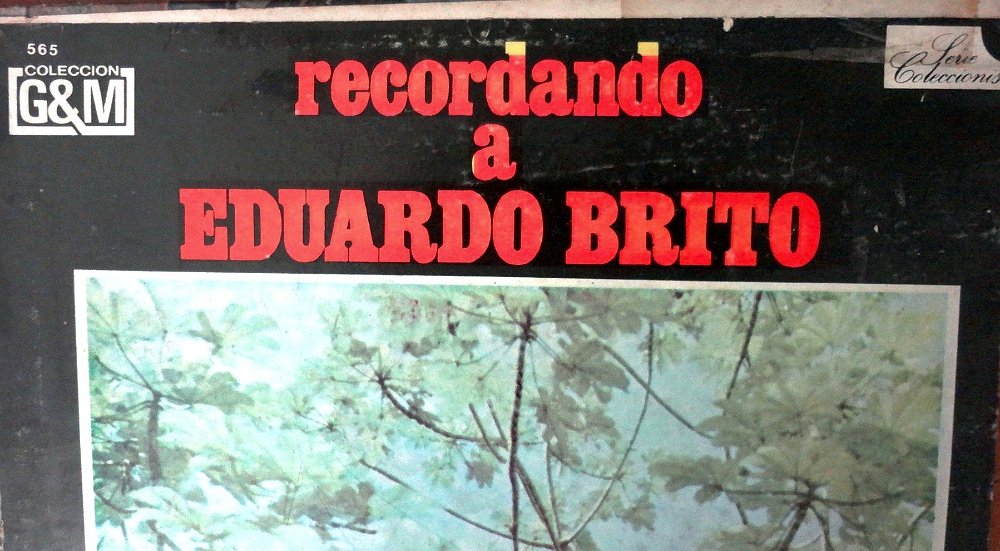 565
COLECCION
G&M
recordando
a
EDUARDO BRITO
Serie